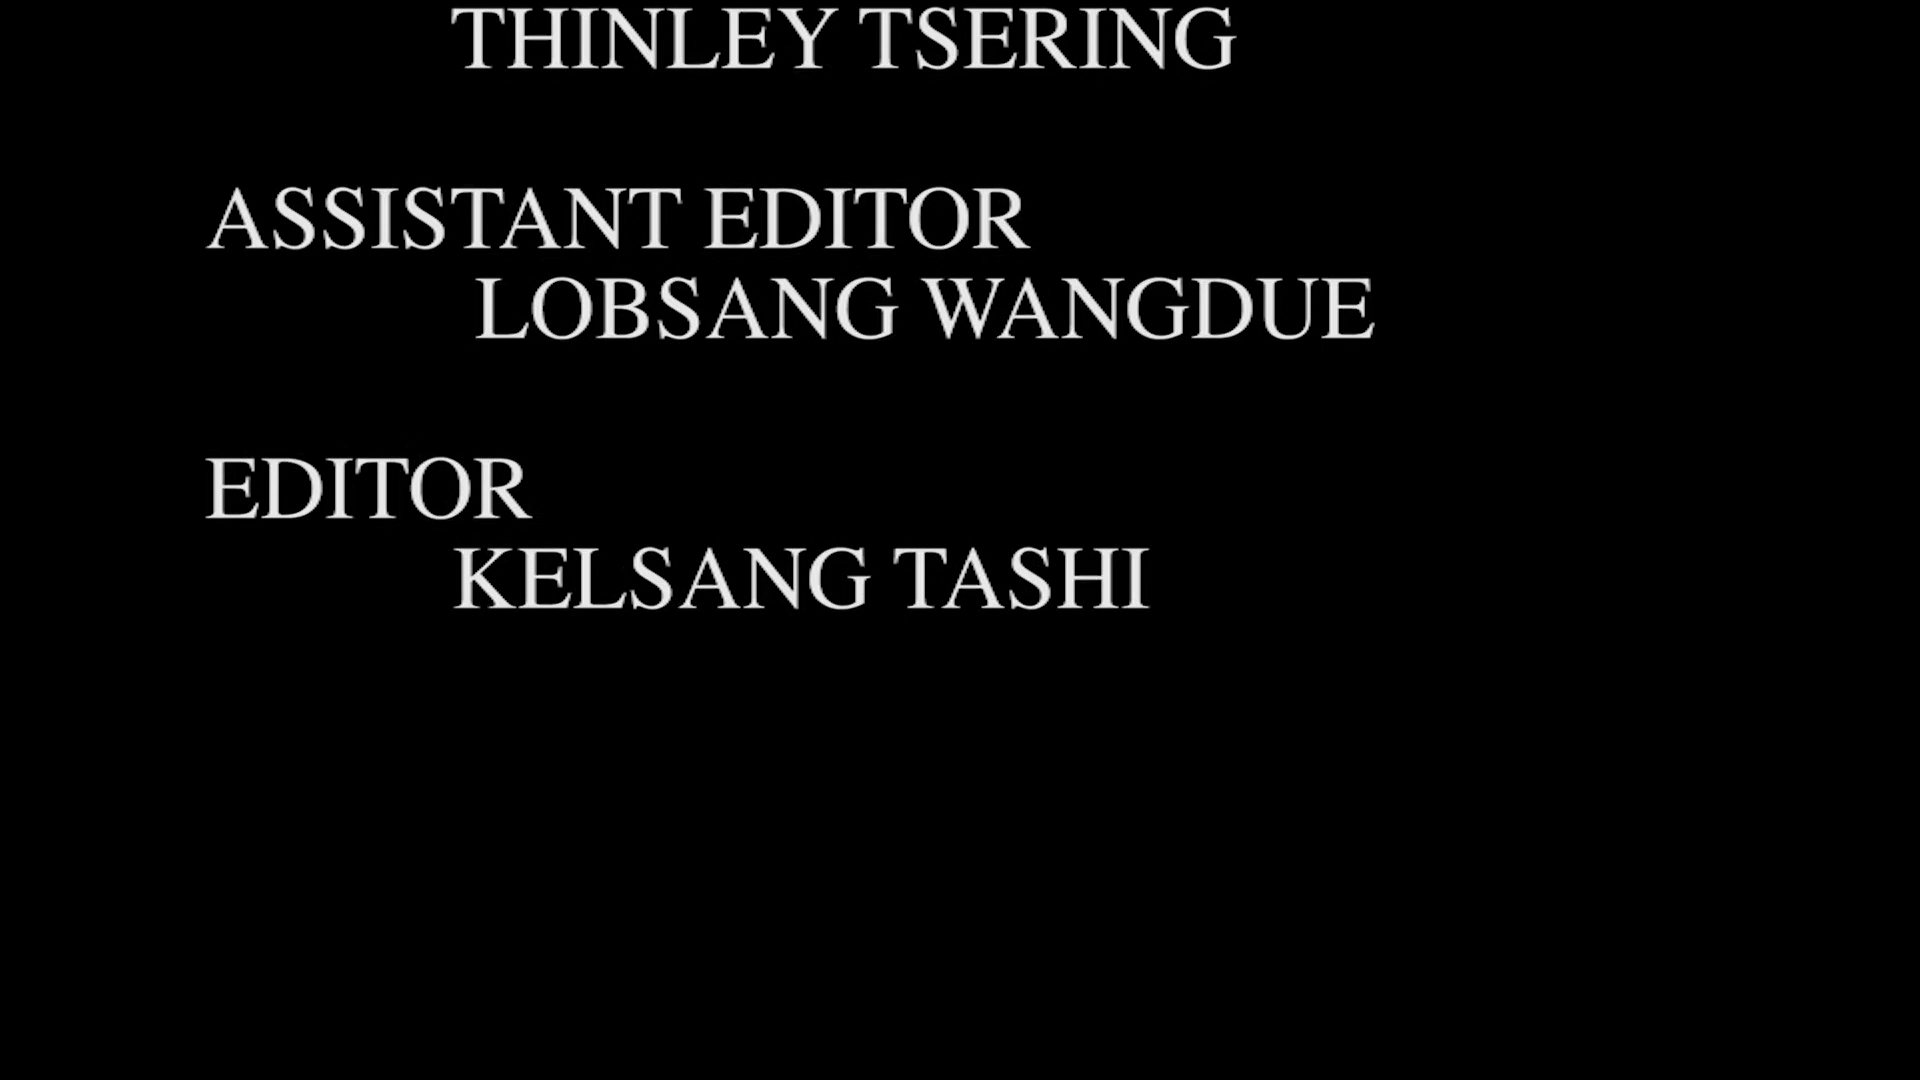 THINLEY TSERING
ASSISTANT EDITOR
LOBSANG WANGDUE
EDITOR
KELSANG TASHI